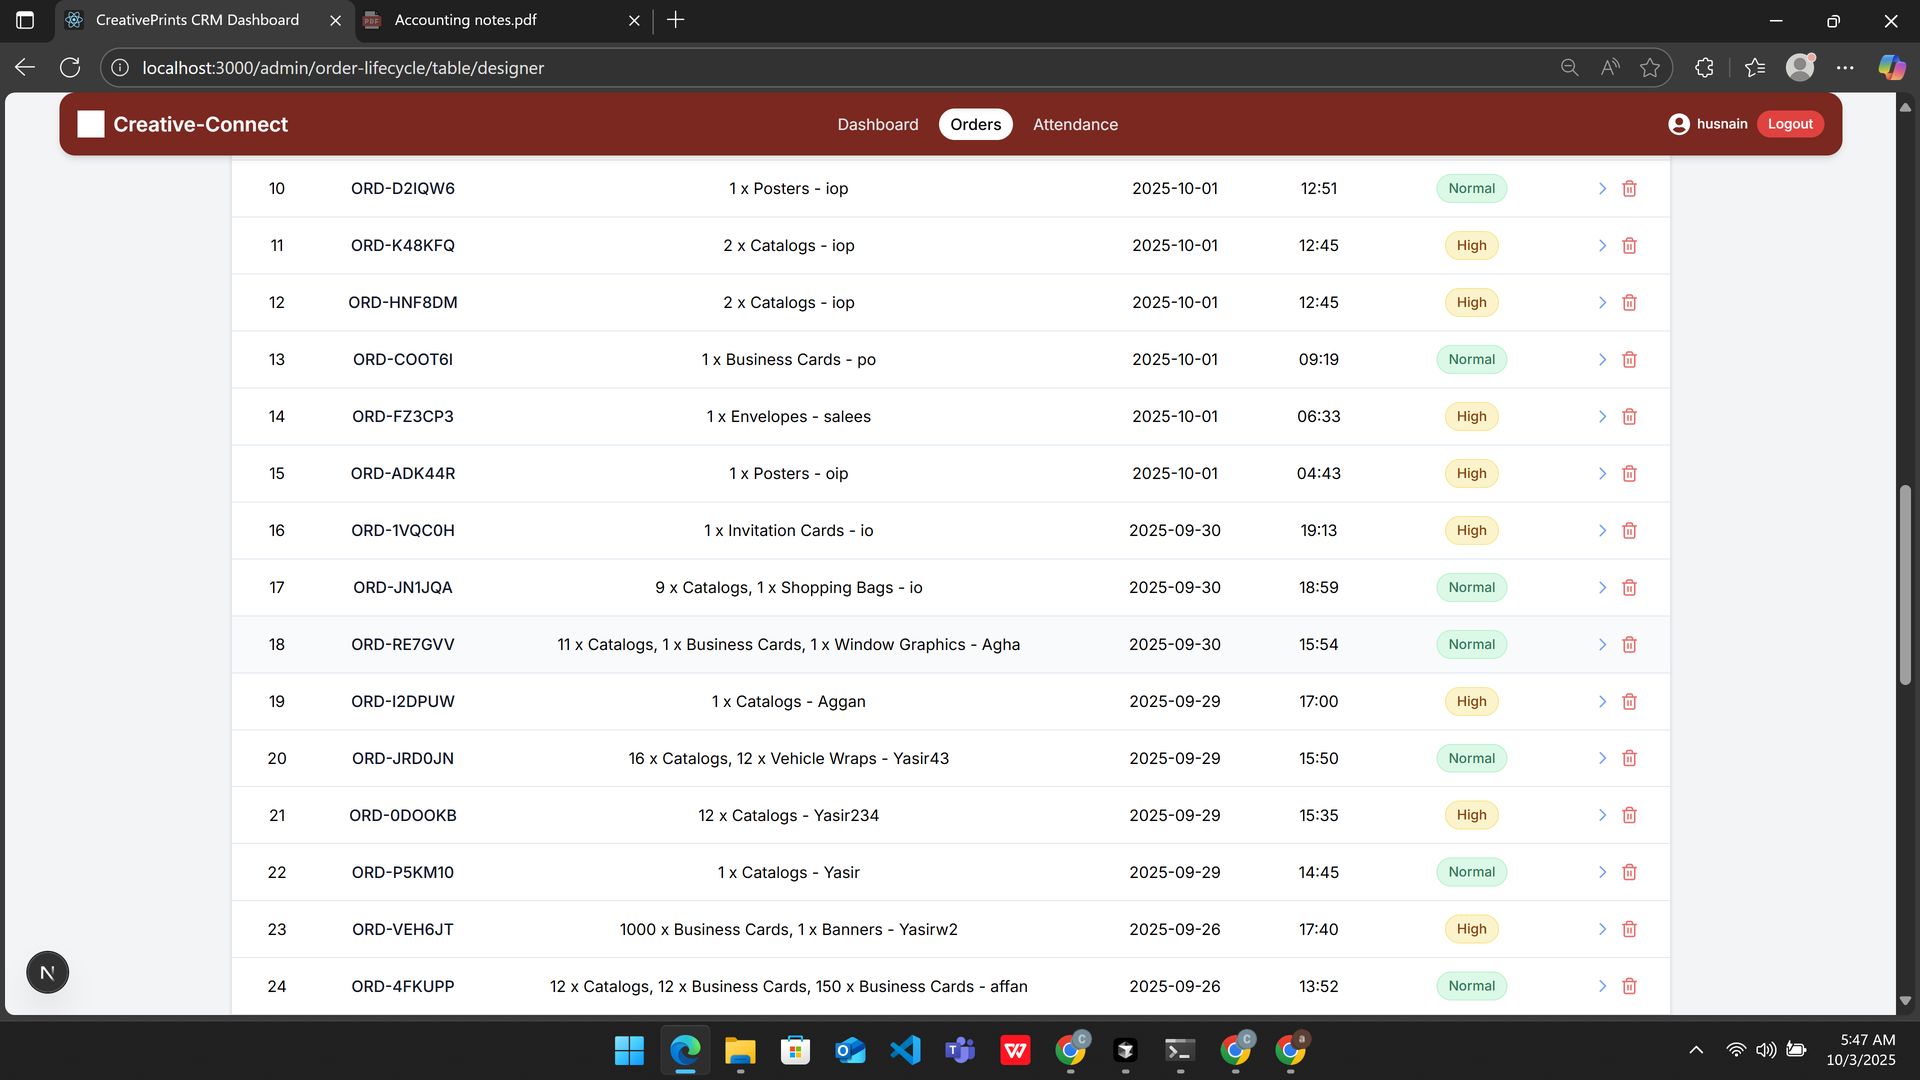 CreativePrints CRM Dashboard
PDF Accounting notes.pdf
localhost:3000/admin/order-lifecycle/table/designer
Creative-Connect Dashboard Orders Attendance husnain Logout
10 ORD-D2IQW6 1 x Posters - iop 2025-10-01 12:51 Normal
11 ORD-K48KFQ 2 x Catalogs - iop 2025-10-01 12:45 High
12 ORD-HNF8DM 2 x Catalogs - iop 2025-10-01 12:45 High
13 ORD-COOT6I 1 x Business Cards - po 2025-10-01 09:19 Normal
14 ORD-FZ3CP3 1 x Envelopes - salees 2025-10-01 06:33 High
15 ORD-ADK44R 1 x Posters - oip 2025-10-01 04:43 High
16 ORD-1VQC0H 1 x Invitation Cards - io 2025-09-30 19:13 High
17 ORD-JN1JQA 9 x Catalogs, 1 x Shopping Bags - io 2025-09-30 18:59 Normal
18 ORD-RE7GVV 11 x Catalogs, 1 x Business Cards, 1 x Window Graphics - Agha 2025-09-30 15:54 Normal
19 ORD-I2DPUW 1 x Catalogs - Aggan 2025-09-29 17:00 High
20 ORD-JRD0JN 16 x Catalogs, 12 x Vehicle Wraps - Yasir43 2025-09-29 15:50 Normal
21 ORD-0DOOKB 12 x Catalogs - Yasir234 2025-09-29 15:35 High
22 ORD-P5KM10 1 x Catalogs - Yasir 2025-09-29 14:45 Normal
23 ORD-VEH6JT 1000 x Business Cards, 1 x Banners - Yasirw2 2025-09-26 17:40 High
24 ORD-4FKUPP 12 x Catalogs, 12 x Business Cards, 150 x Business Cards - affan 2025-09-26 13:52 Normal
N
5:47 AM
10/3/2025